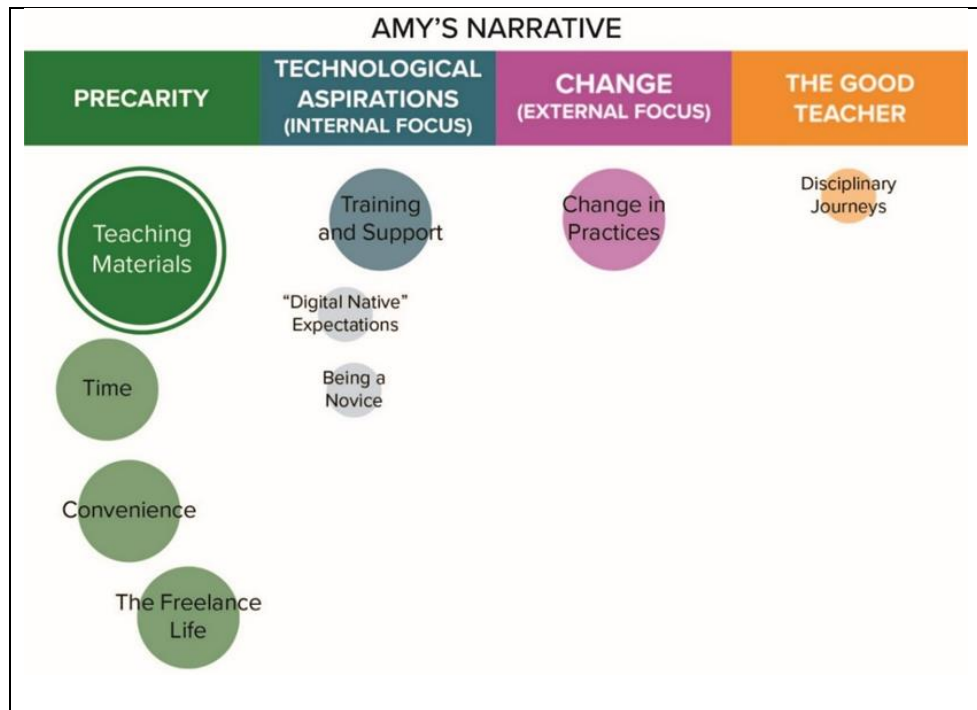 AMY'S NARRATIVE
PRECARITY
TECHNOLOGICAL
ASPIRATIONS
(INTERNAL FOCUS)
CHANGE
(EXTERNAL FOCUS)
THE GOOD
TEACHER
Teaching
Materials
Time
Convenience
The Freelance
Life
Training
and Support
“Digital Native”
Expectations
Being a
Novice
Change in
Practices
Disciplinary
Journeys